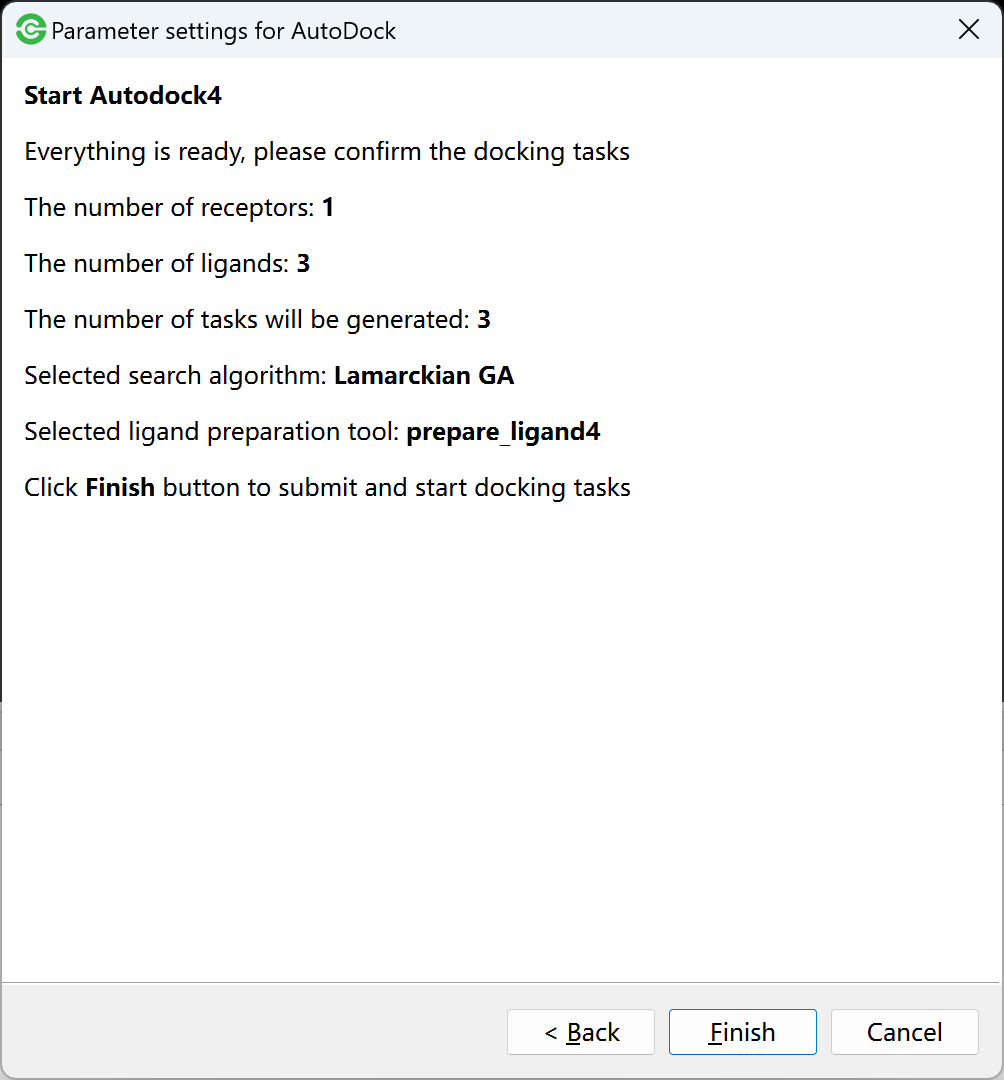 Parameter settings for AutoDock
Start Autodock4
Everything is ready, please confirm the docking tasks
The number of receptors: 1
The number of ligands: 3
The number of tasks will be generated: 3
Selected search algorithm: Lamarckian GA
Selected ligand preparation tool: prepare_ligand4
Click Finish button to submit and start docking tasks
< Back
Finish
Cancel